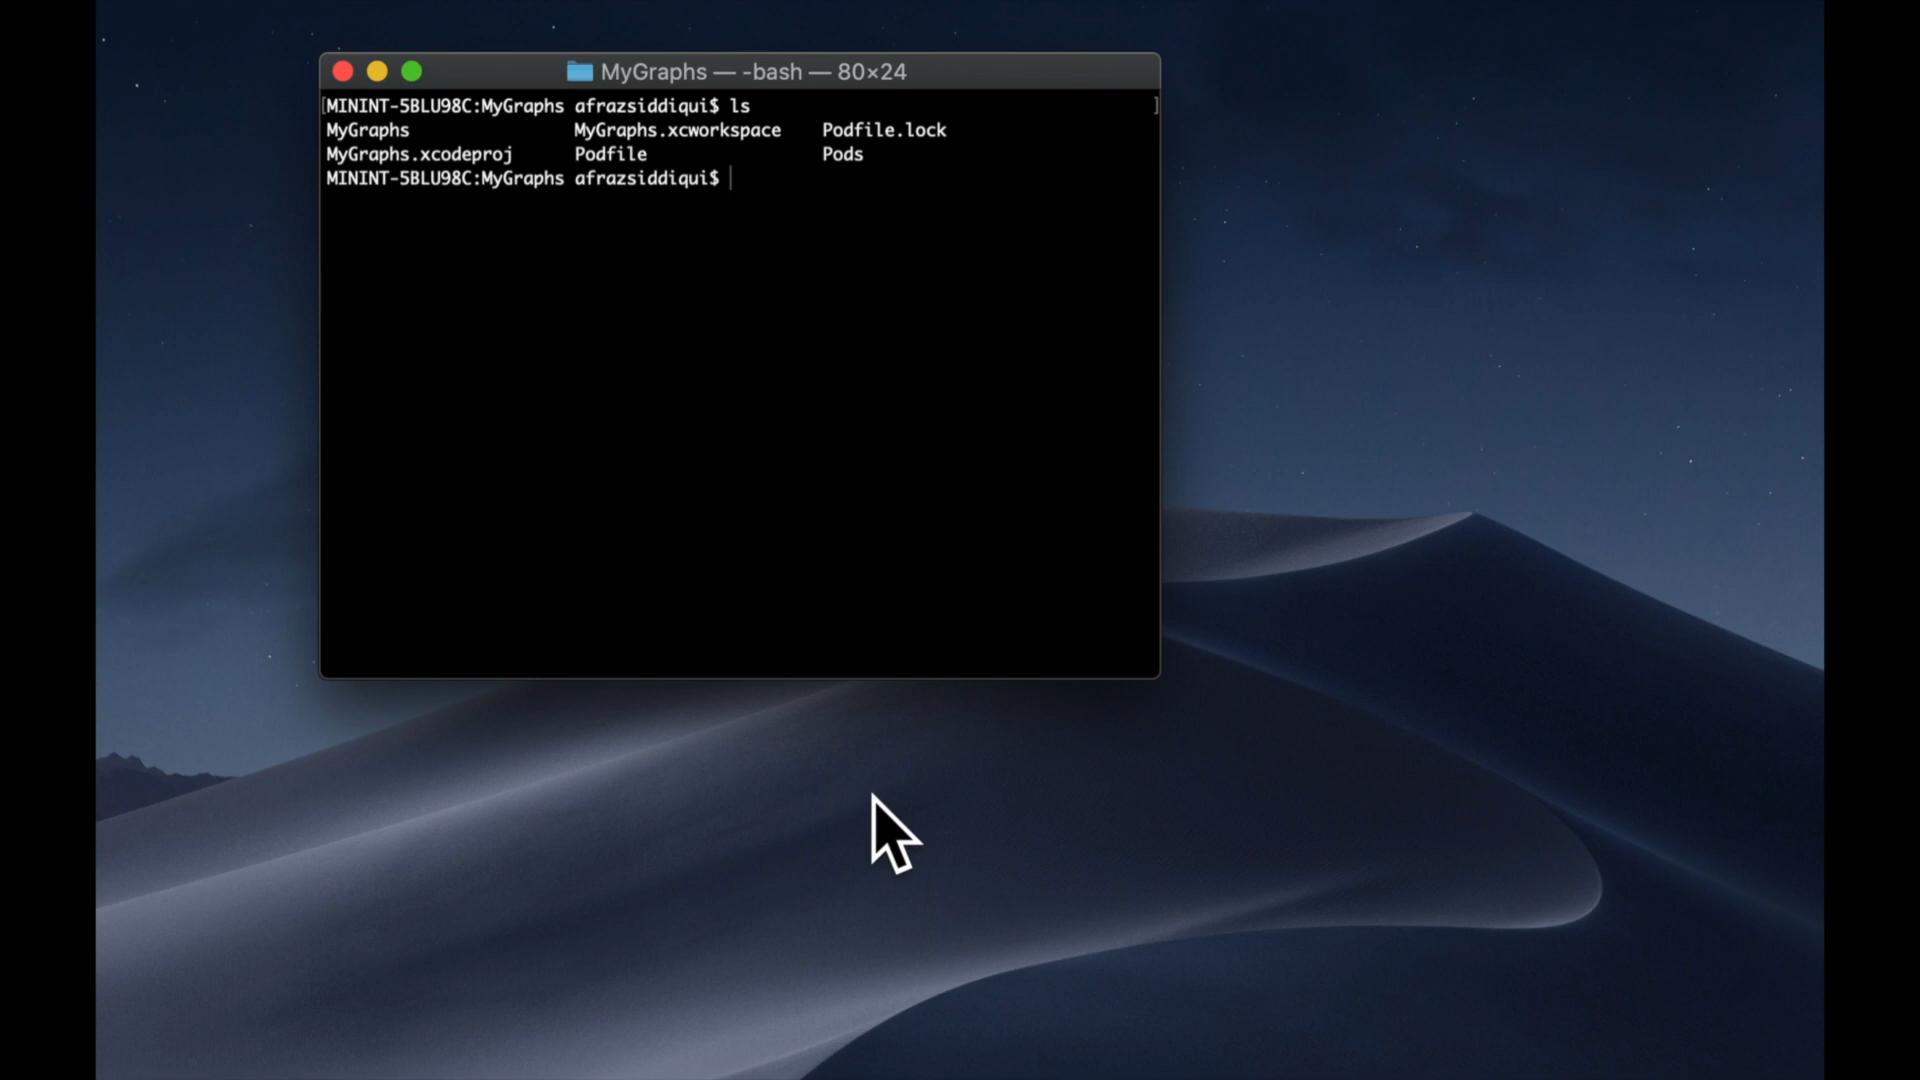 MyGraphs — -bash — 80×24
[MININT-5BLU98C:MyGraphs afrazsiddiqui$ ls ]
MyGraphs MyGraphs.xcworkspace Podfile.lock
MyGraphs.xcodeproj Podfile Pods
MININT-5BLU98C:MyGraphs afrazsiddiqui$